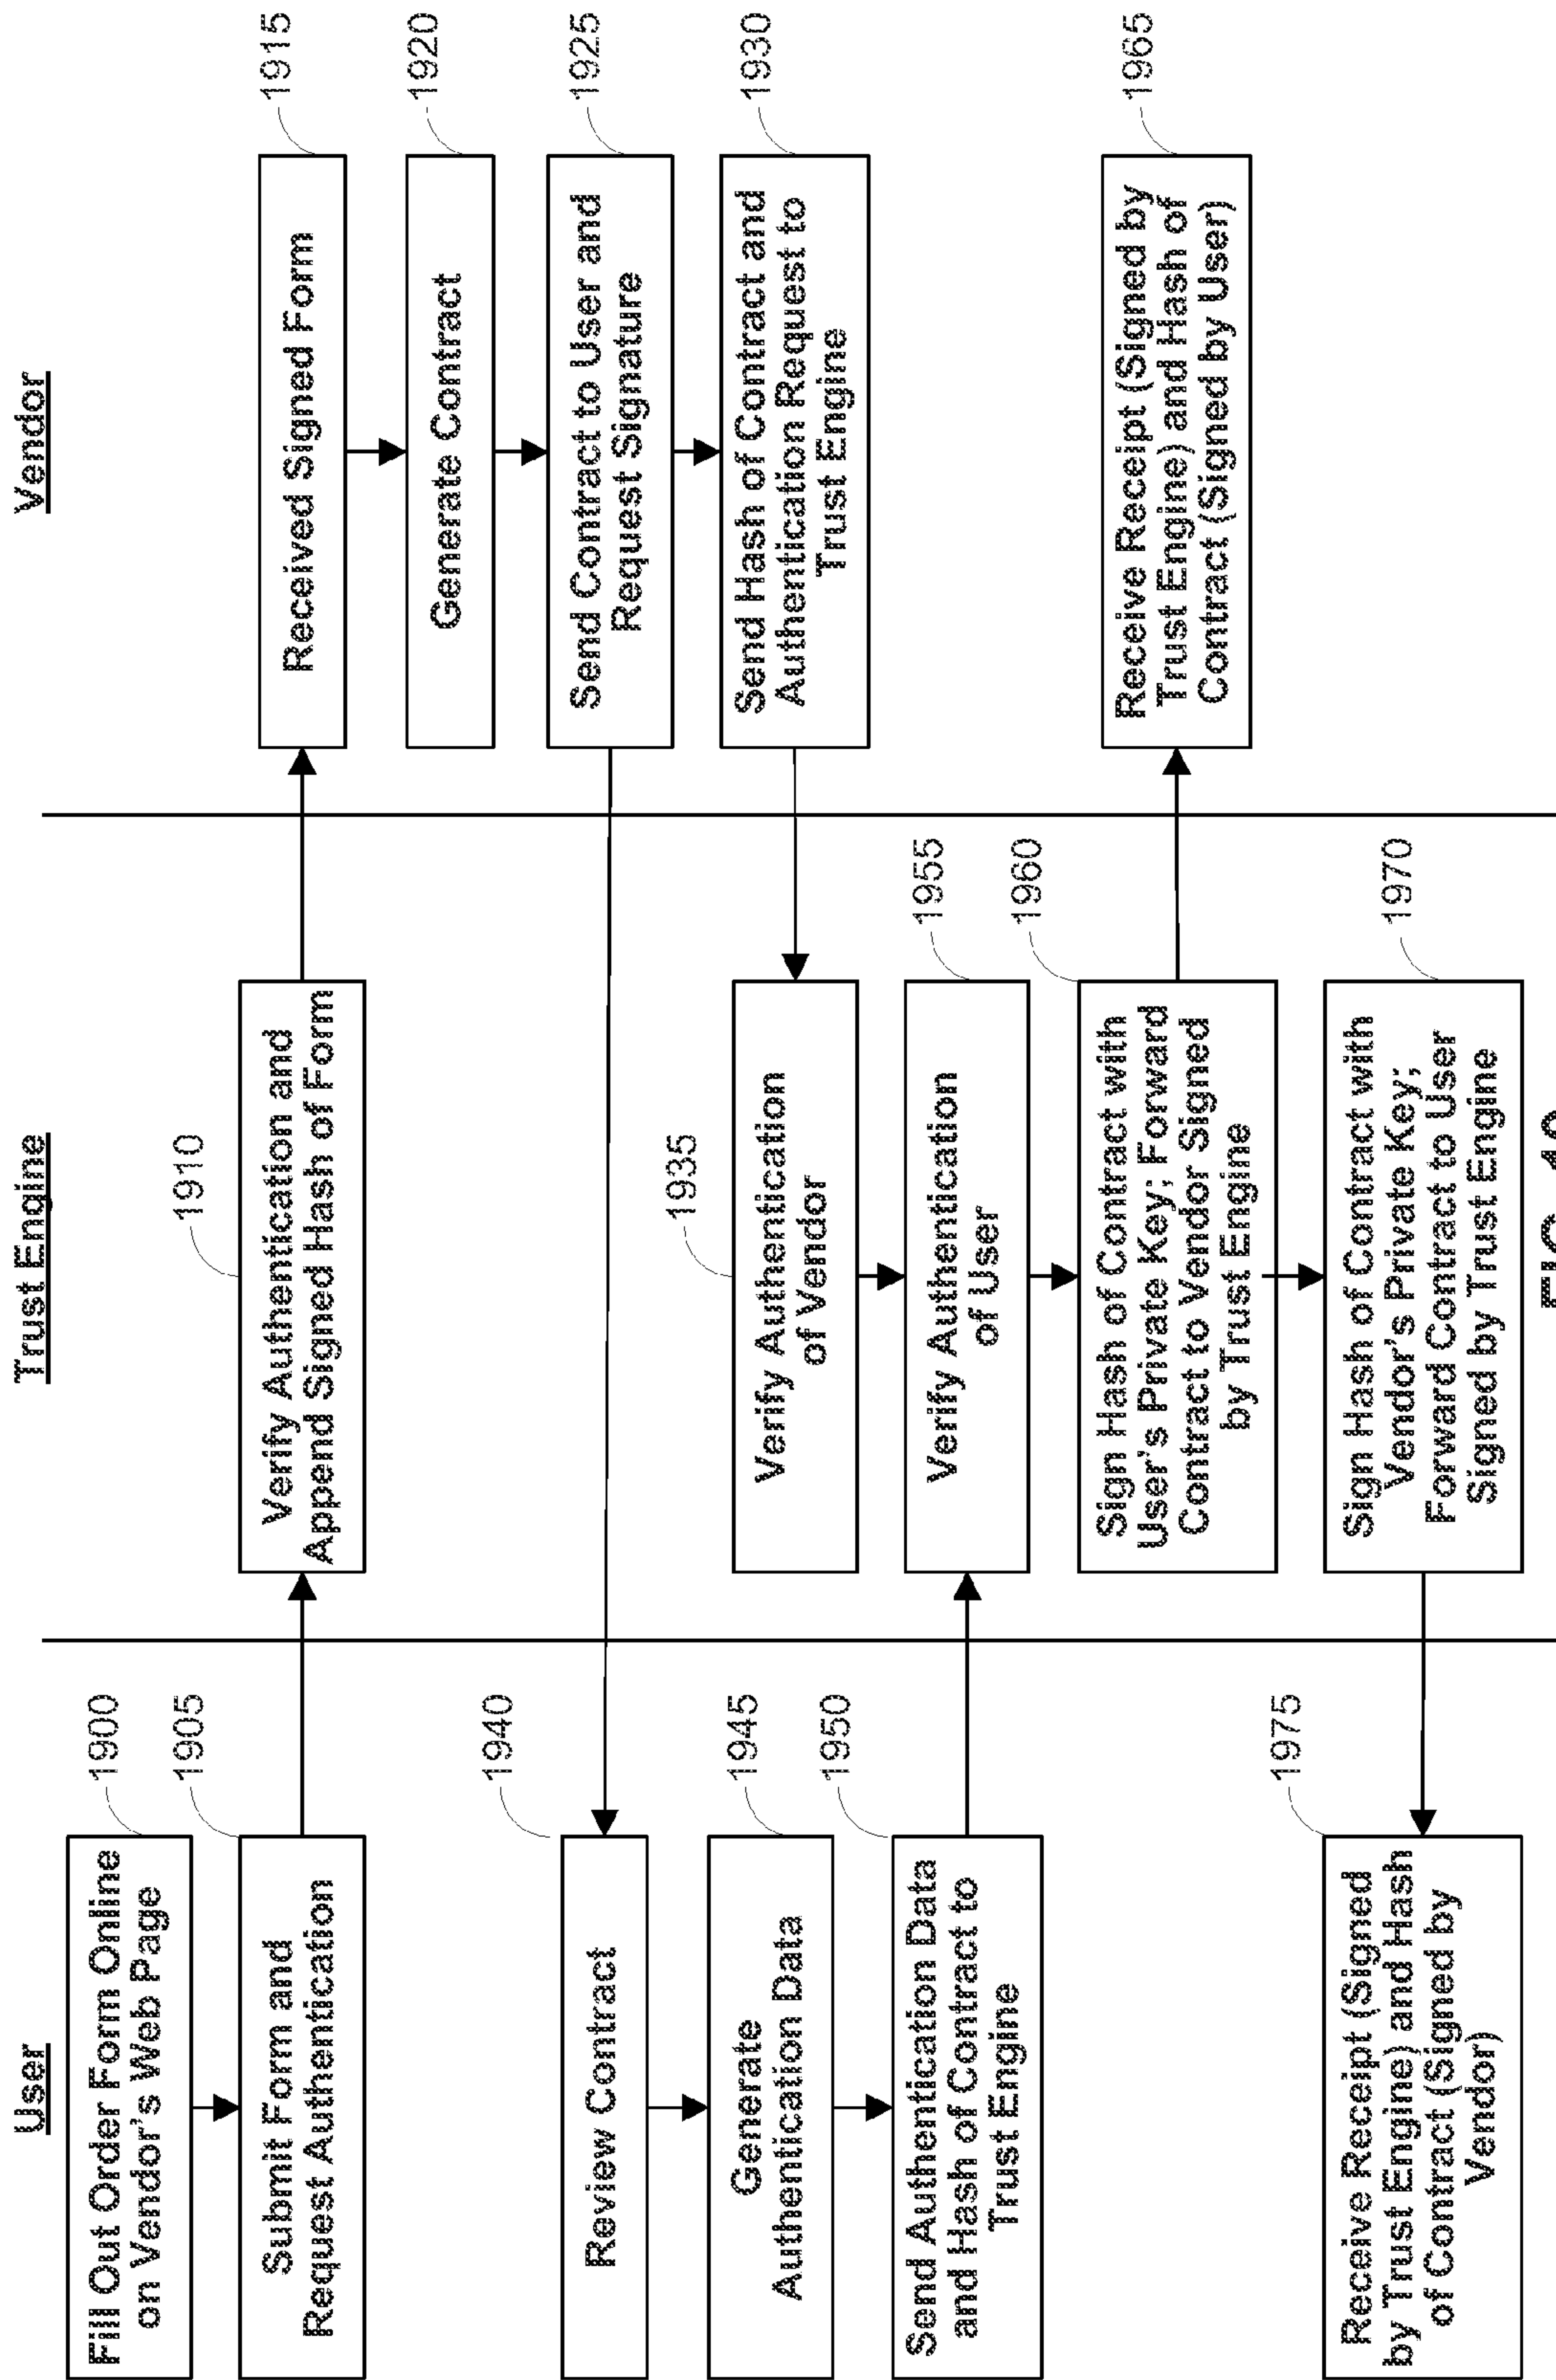 User
Fill Out Order Form Online
on Vendor's Web Page
1900
Submit Form and
Request Authentication
1905
Review Contract
1940
Generate
Authentication Data
1945
Send Authentication Data
and Hash of Contract to
Trust Engine
1950
Receive Receipt (Signed
by Trust Engine) and Hash
of Contract (Signed by
Vendor)
1975
Trust Engine
1910
Verify Authentication and
Append Signed Hash of Form
1935
Verify Authentication
of Vendor
1955
Verify Authentication
of User
1960
Sign Hash of Contract with
User's Private Key; Forward
Contract to Vendor Signed
by Trust Engine
1970
Sign Hash of Contract with
Vendor's Private Key;
Forward Contract to User
Signed by Trust Engine
Vendor
1915
Received Signed Form
1920
Generate Contract
1925
Send Contract to User and
Request Signature
1930
Send Hash of Contract and
Authentication Request to
Trust Engine
1965
Receive Receipt (Signed by
Trust Engine) and Hash of
Contract (Signed by User)